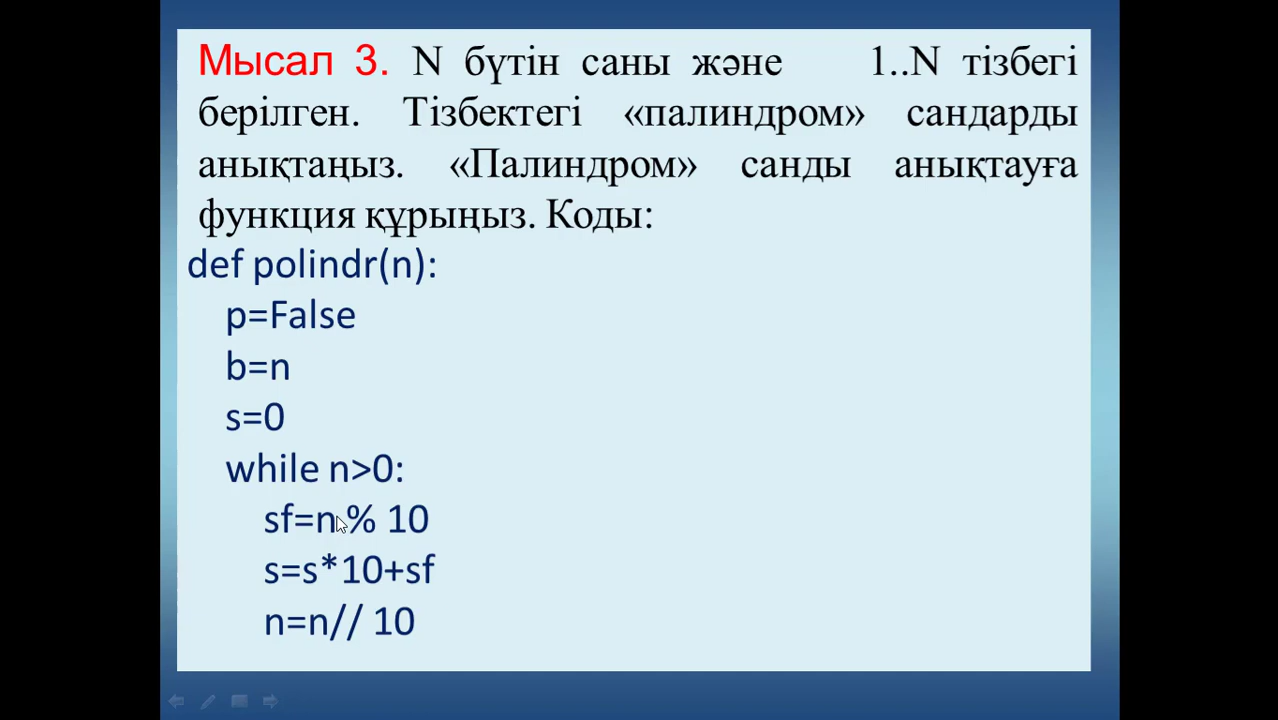 Мысал 3. N бүтін саны және 1..N тізбегі
берілген. Тізбектегі «палиндром» сандарды
анықтаңыз. «Палиндром» санды анықтауға
функция құрыңыз. Коды:
def polindr(n):
p=False
b=n
s=0
while n>0:
sf=n % 10
s=s*10+sf
n=n// 10